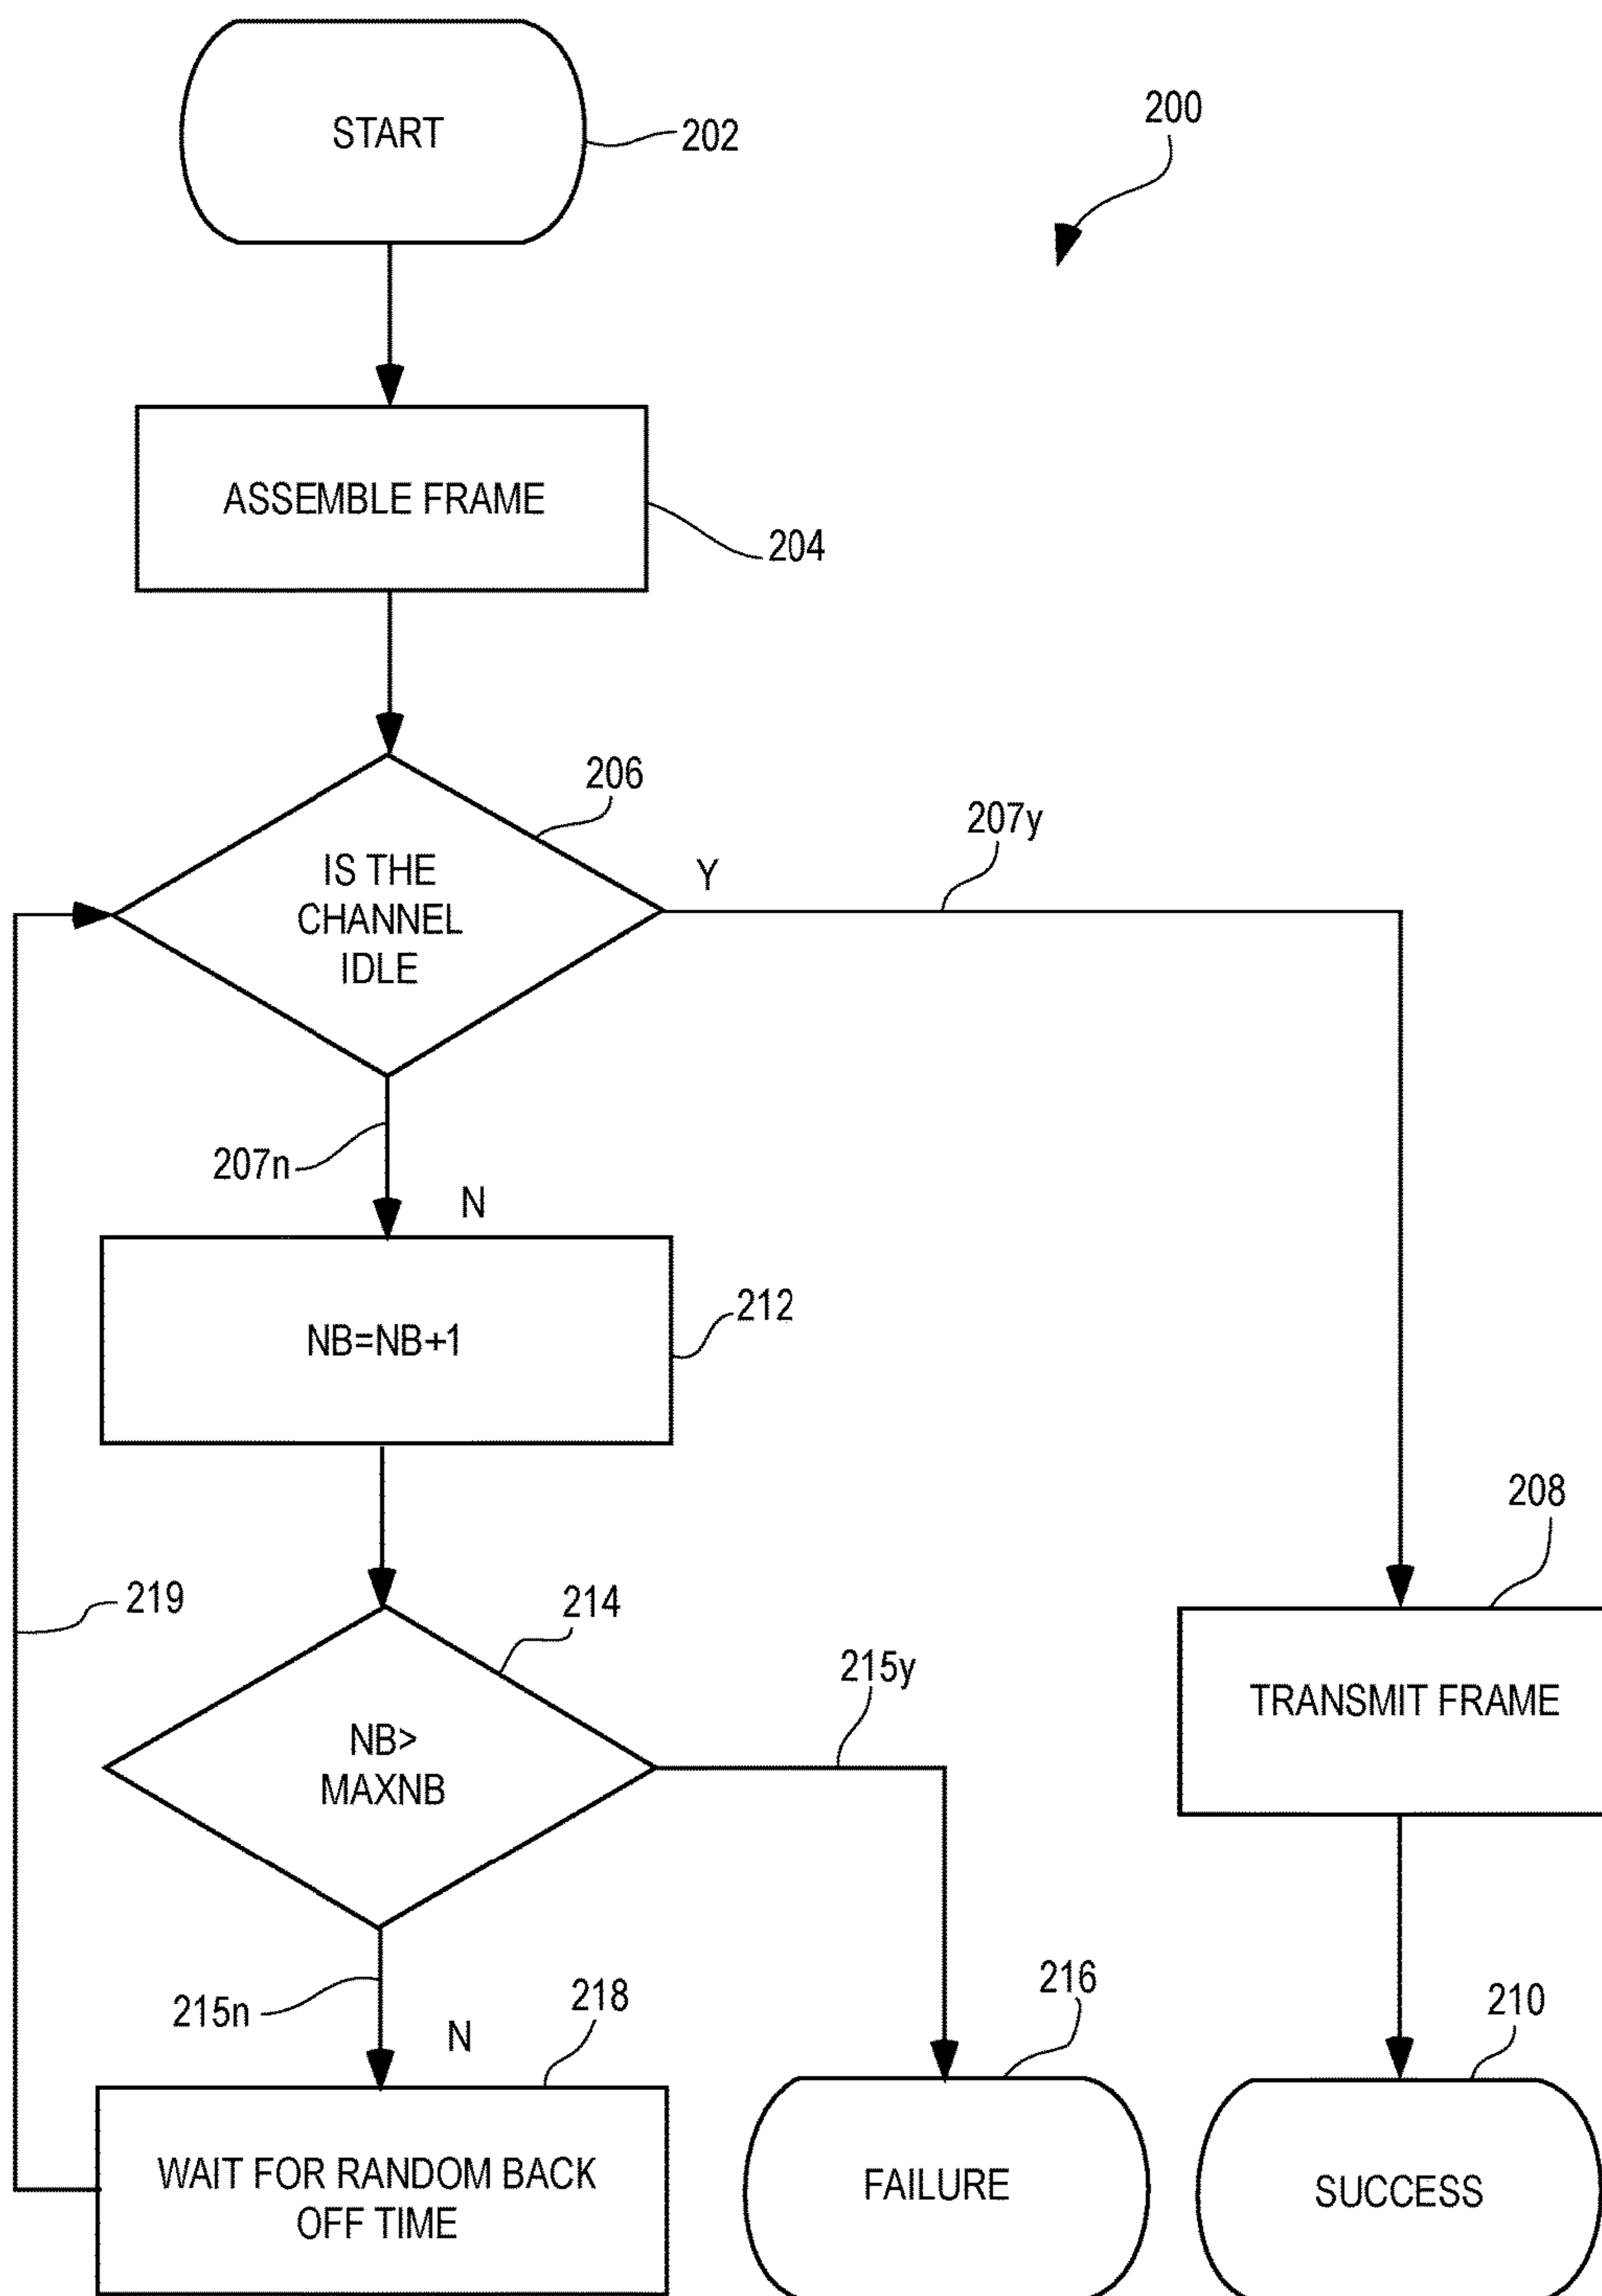 START
202
200
ASSEMBLE FRAME
204
206
IS THE
CHANNEL
IDLE
Y
207y
207n
N
NB=NB+1
212
208
219
214
215y
TRANSMIT FRAME
NB>
MAXNB
215n
N
218
216
210
WAIT FOR RANDOM BACK
OFF TIME
FAILURE
SUCCESS